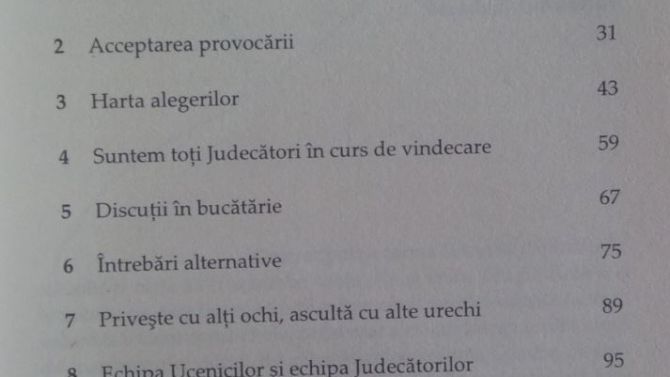 2 Acceptarea provocării 31
3 Harta alegerilor 43
4 Suntem toți Judecători în curs de vindecare 59
5 Discuții în bucătărie 67
6 Întrebări alternative 75
7 Privește cu alți ochi, ascultă cu alte urechi 89
8 Echipa Ucenicilor și echipa Judecătorilor 95